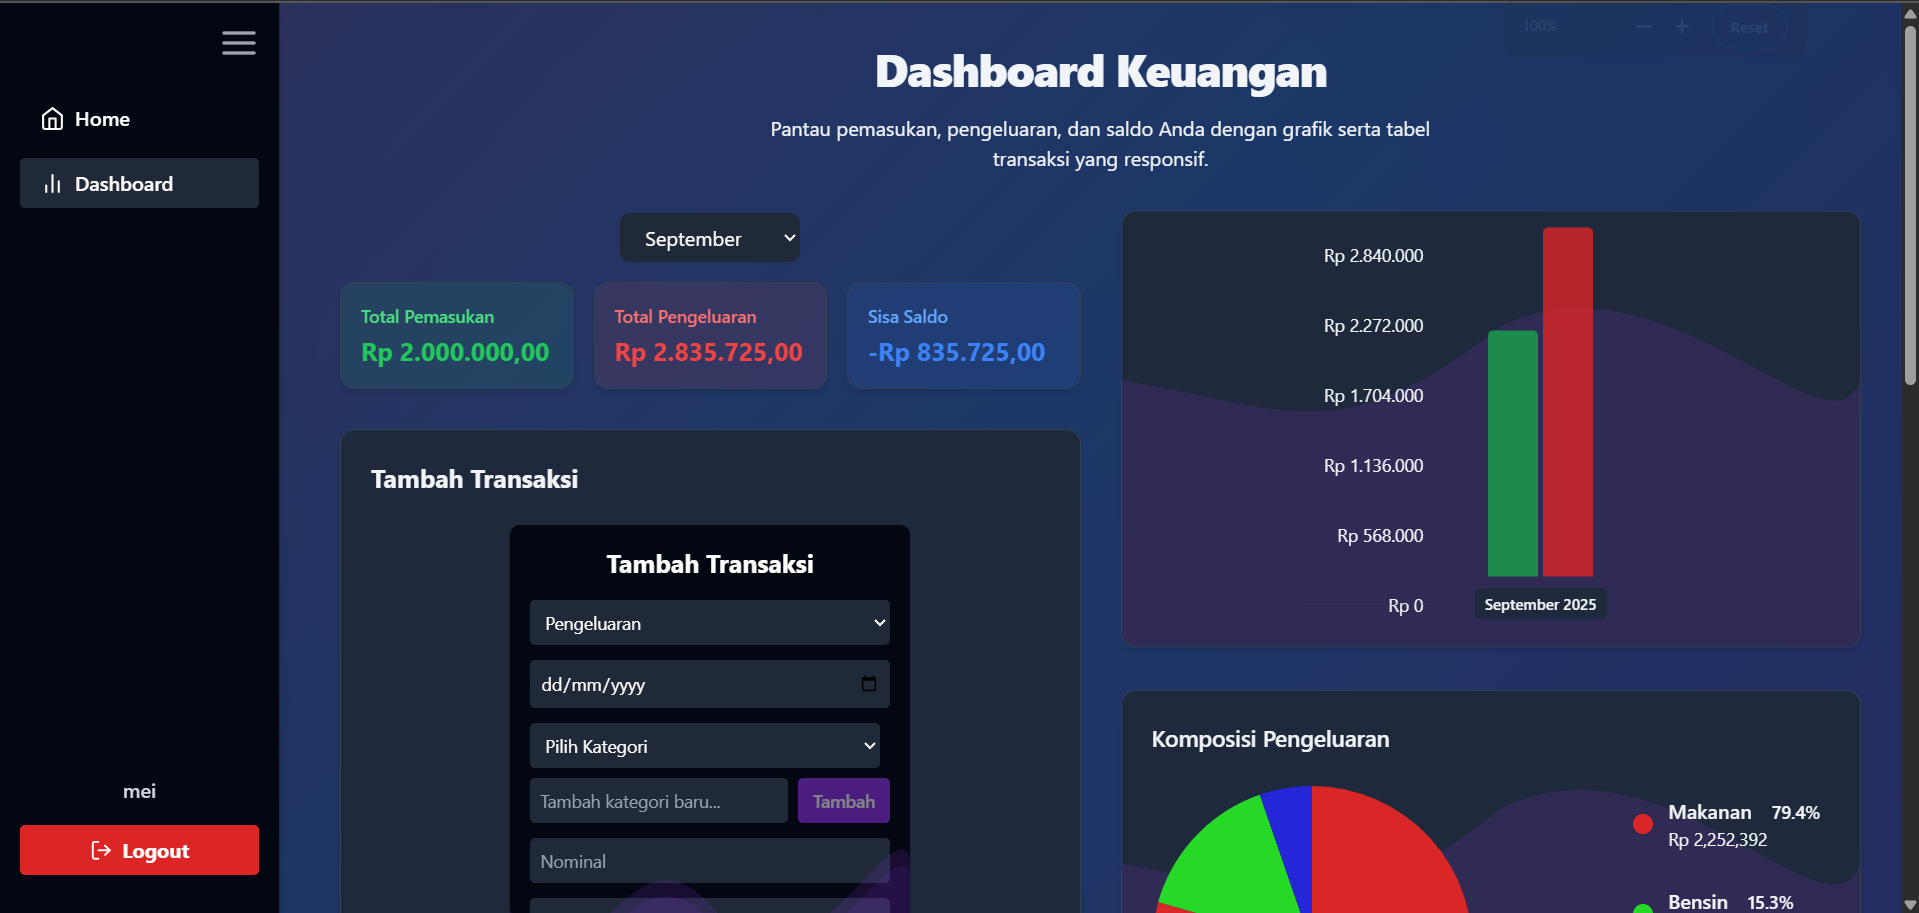 100%
Reset
Home
Dashboard
mei
Logout
Dashboard Keuangan
Pantau pemasukan, pengeluaran, dan saldo Anda dengan grafik serta tabel
transaksi yang responsif.
September
Total Pemasukan
Rp 2.000.000,00
Total Pengeluaran
Rp 2.835.725,00
Sisa Saldo
-Rp 835.725,00
Tambah Transaksi
Tambah Transaksi
Pengeluaran
dd/mm/yyyy
Pilih Kategori
Tambah kategori baru...
Tambah
Nominal
Rp 2.840.000
Rp 2.272.000
Rp 1.704.000
Rp 1.136.000
Rp 568.000
Rp 0
September 2025
Komposisi Pengeluaran
Makanan 79.4%
Rp 2,252,392
Bensin 15.3%